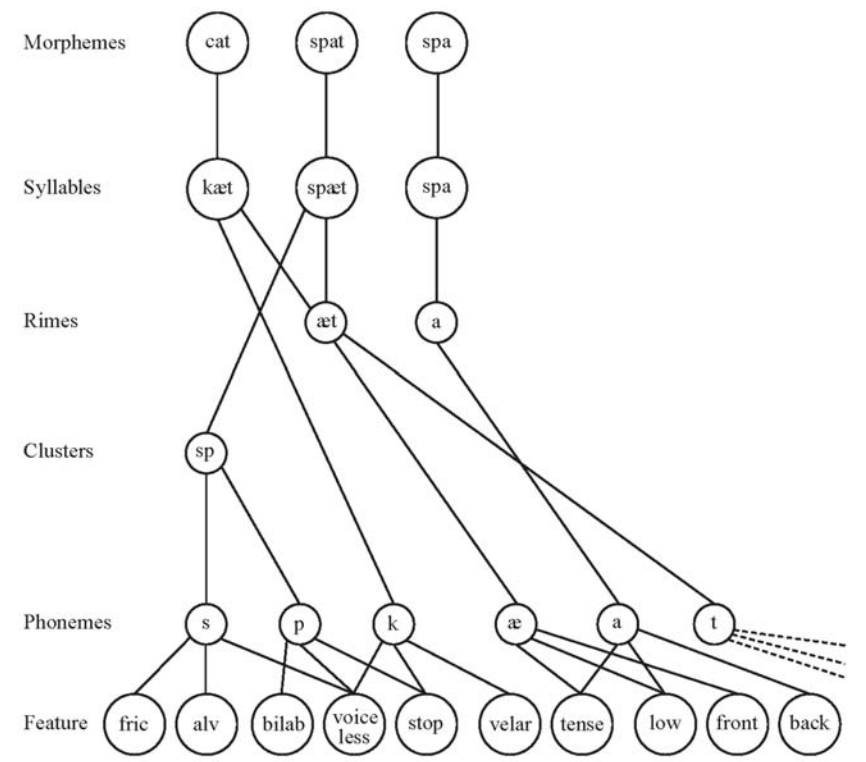 Morphemes cat spat spa
Syllables kæt spæt spa
Rimes æt a
Clusters sp
Phonemes s p k æ a t
Feature fric alv bilab voice less stop velar tense low front back